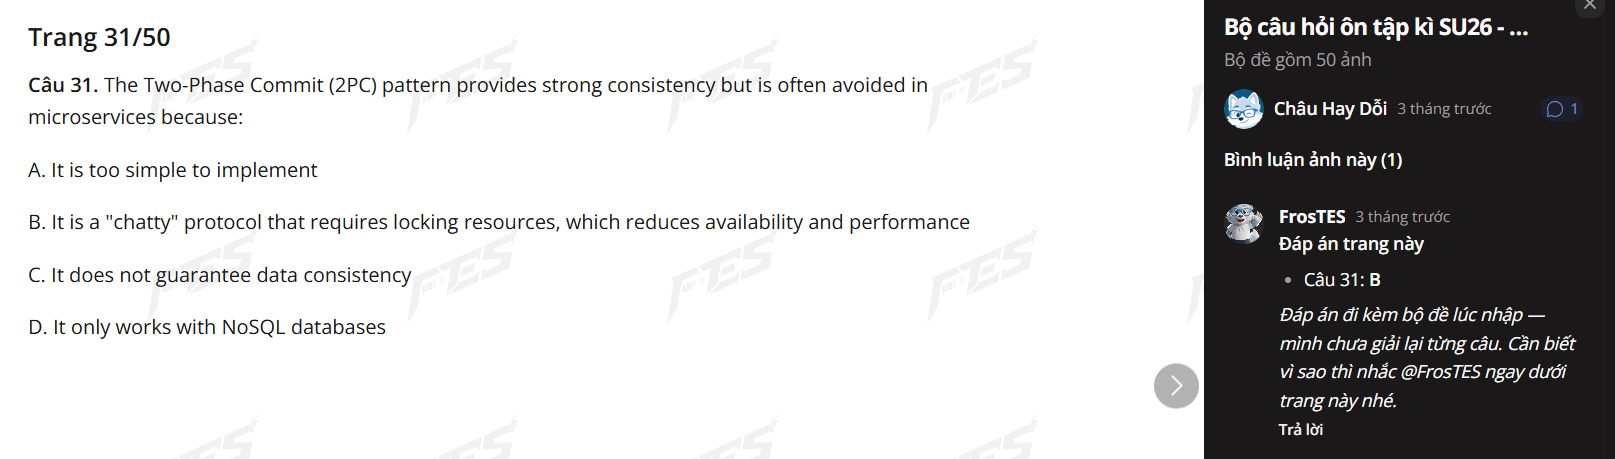 Trang 31/50
Câu 31. The Two-Phase Commit (2PC) pattern provides strong consistency but is often avoided in
microservices because:
A. It is too simple to implement
B. It is a "chatty" protocol that requires locking resources, which reduces availability and performance
C. It does not guarantee data consistency
D. It only works with NoSQL databases
Bộ câu hỏi ôn tập kì SU26 - ...
Bộ đề gồm 50 ảnh
Châu Hay Dỗi 3 tháng trước 1
Bình luận ảnh này (1)
FrosTES 3 tháng trước
Đáp án trang này
• Câu 31: B
Đáp án đi kèm bộ đề lúc nhập —
mình chưa giải lại từng câu. Cần biết
vì sao thì nhắc @FrosTES ngay dưới
trang này nhé.
Trả lời